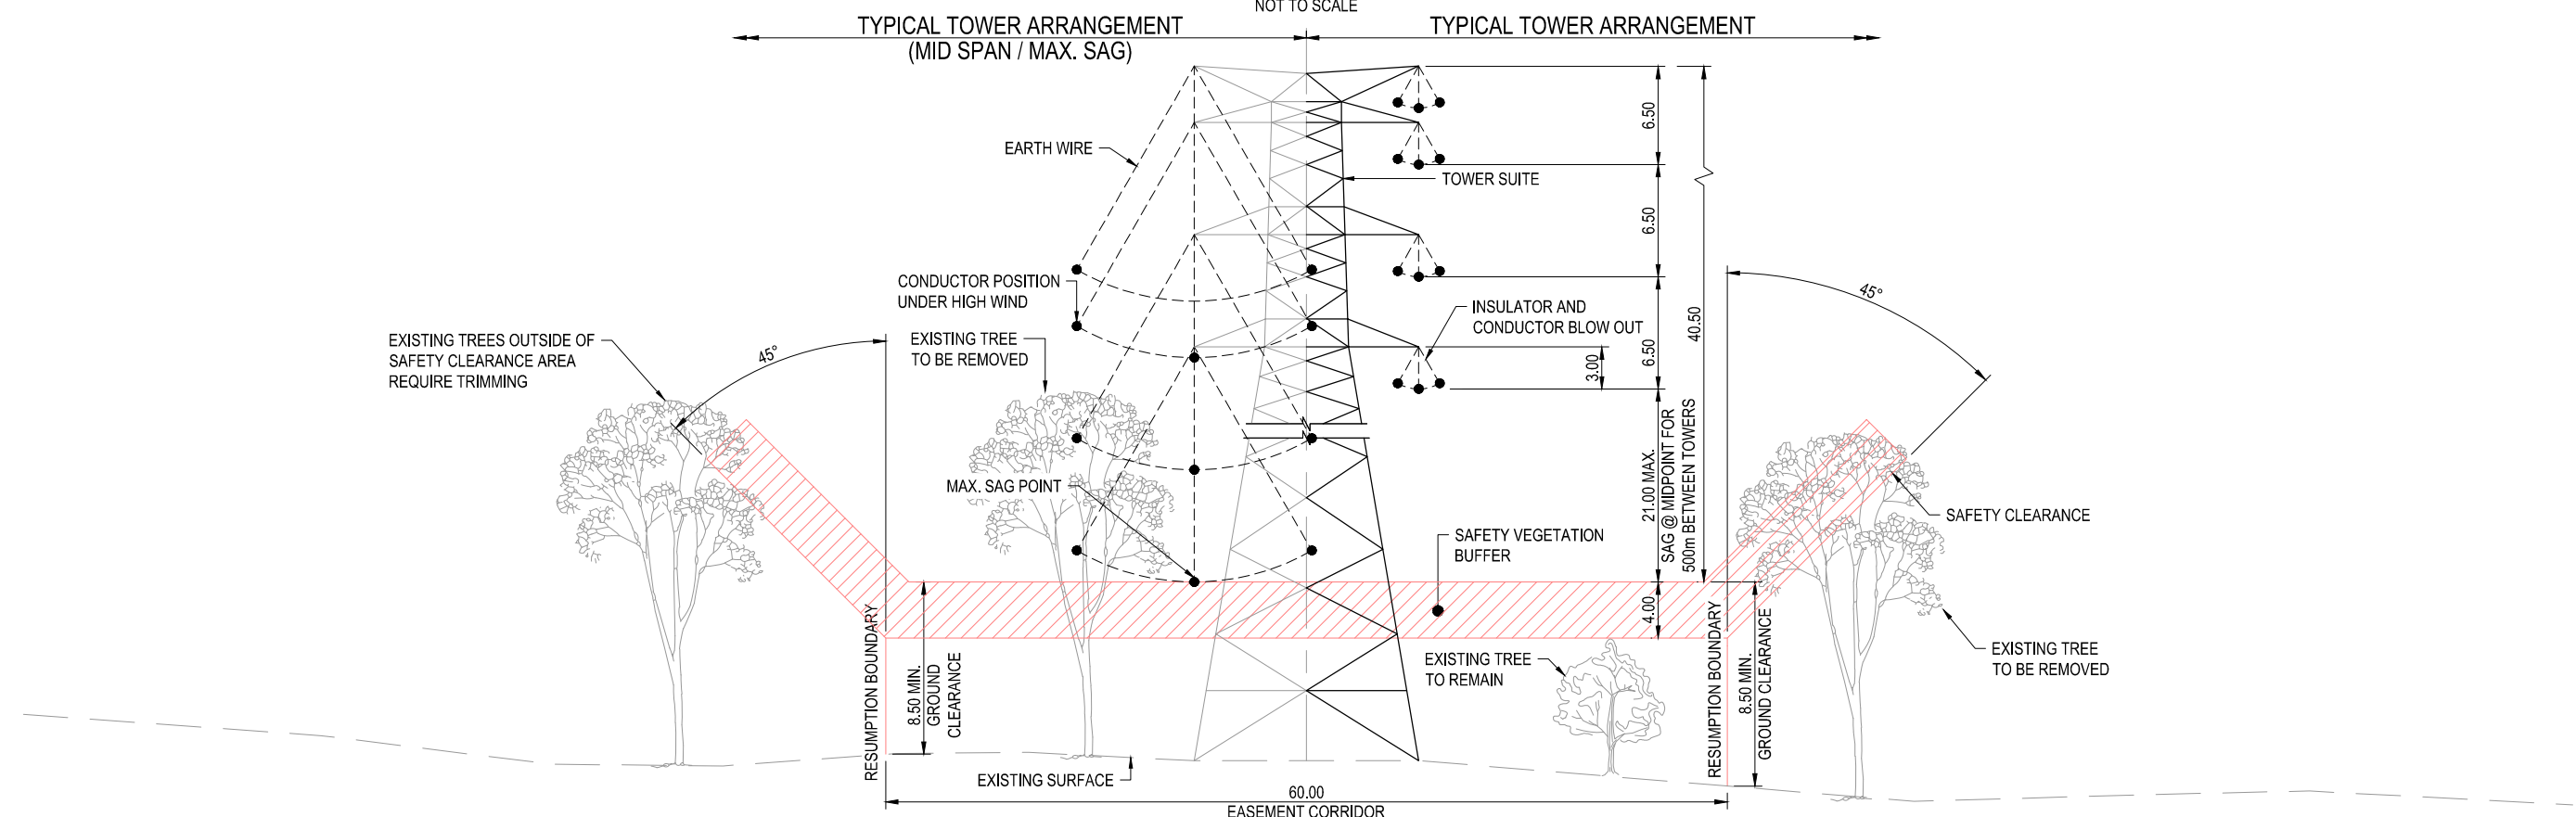 NOT TO SCALE
TYPICAL TOWER ARRANGEMENT
(MID SPAN / MAX. SAG)
TYPICAL TOWER ARRANGEMENT
EARTH WIRE
TOWER SUITE
6.50
6.50
6.50
40.50
3.00
CONDUCTOR POSITION
UNDER HIGH WIND
INSULATOR AND
CONDUCTOR BLOW OUT
EXISTING TREES OUTSIDE OF
SAFETY CLEARANCE AREA
REQUIRE TRIMMING
45°
EXISTING TREE
TO BE REMOVED
45°
MAX. SAG POINT
21.00 MAX.
SAG @ MIDPOINT FOR
500m BETWEEN TOWERS
SAFETY CLEARANCE
SAFETY VEGETATION
BUFFER
4.00
RESUMPTION BOUNDARY
8.50 MIN.
GROUND
CLEARANCE
EXISTING TREE
TO REMAIN
RESUMPTION BOUNDARY
8.50 MIN.
GROUND CLEARANCE
EXISTING TREE
TO BE REMOVED
EXISTING SURFACE
60.00
EASEMENT CORRIDOR